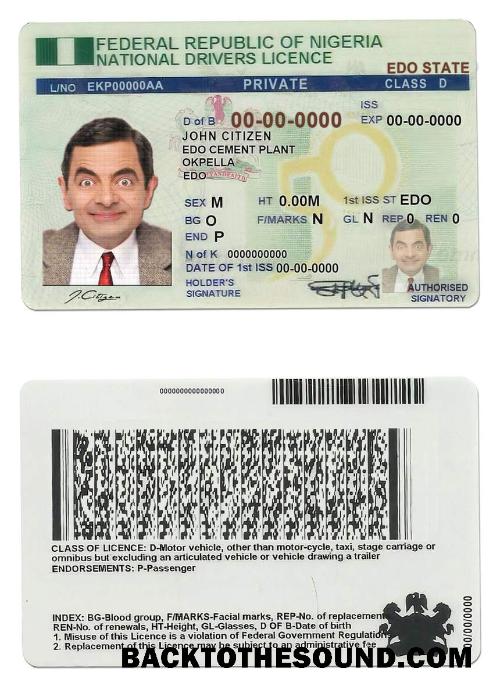 FEDERAL REPUBLIC OF NIGERIA
NATIONAL DRIVERS LICENCE
EDO STATE
L/NO EKP00000AA PRIVATE CLASS D
ISS
D of B 00-00-0000 EXP 00-00-0000
JOHN CITIZEN
EDO CEMENT PLANT
OKPELLA
EDO
SEX M HT 0.00M 1st ISS ST EDO
BG O F/MARKS N GL N REP 0 REN 0
END P
N of K 0000000000
DATE OF 1st ISS 00-00-0000
HOLDER'S
SIGNATURE
AUTHORISED
SIGNATORY
J. Citizen
CLASS OF LICENCE: D-Motor vehicle, other than motor-cycle, taxi, stage carriage or
omnibus but excluding an articulated vehicle or vehicle drawing a trailer
ENDORSEMENTS: P-Passenger
INDEX: BG-Blood group, F/MARKS-Facial marks, REP-No. of replacement
REN-No. of renewals, HT-Height, GL-Glasses, D OF B-Date of birth
1. Misuse of this Licence is a violation of Federal Government Regulations
2. Replacement of this Licence may be subject to an administrative fee
BACKTOTHESOUND.COM